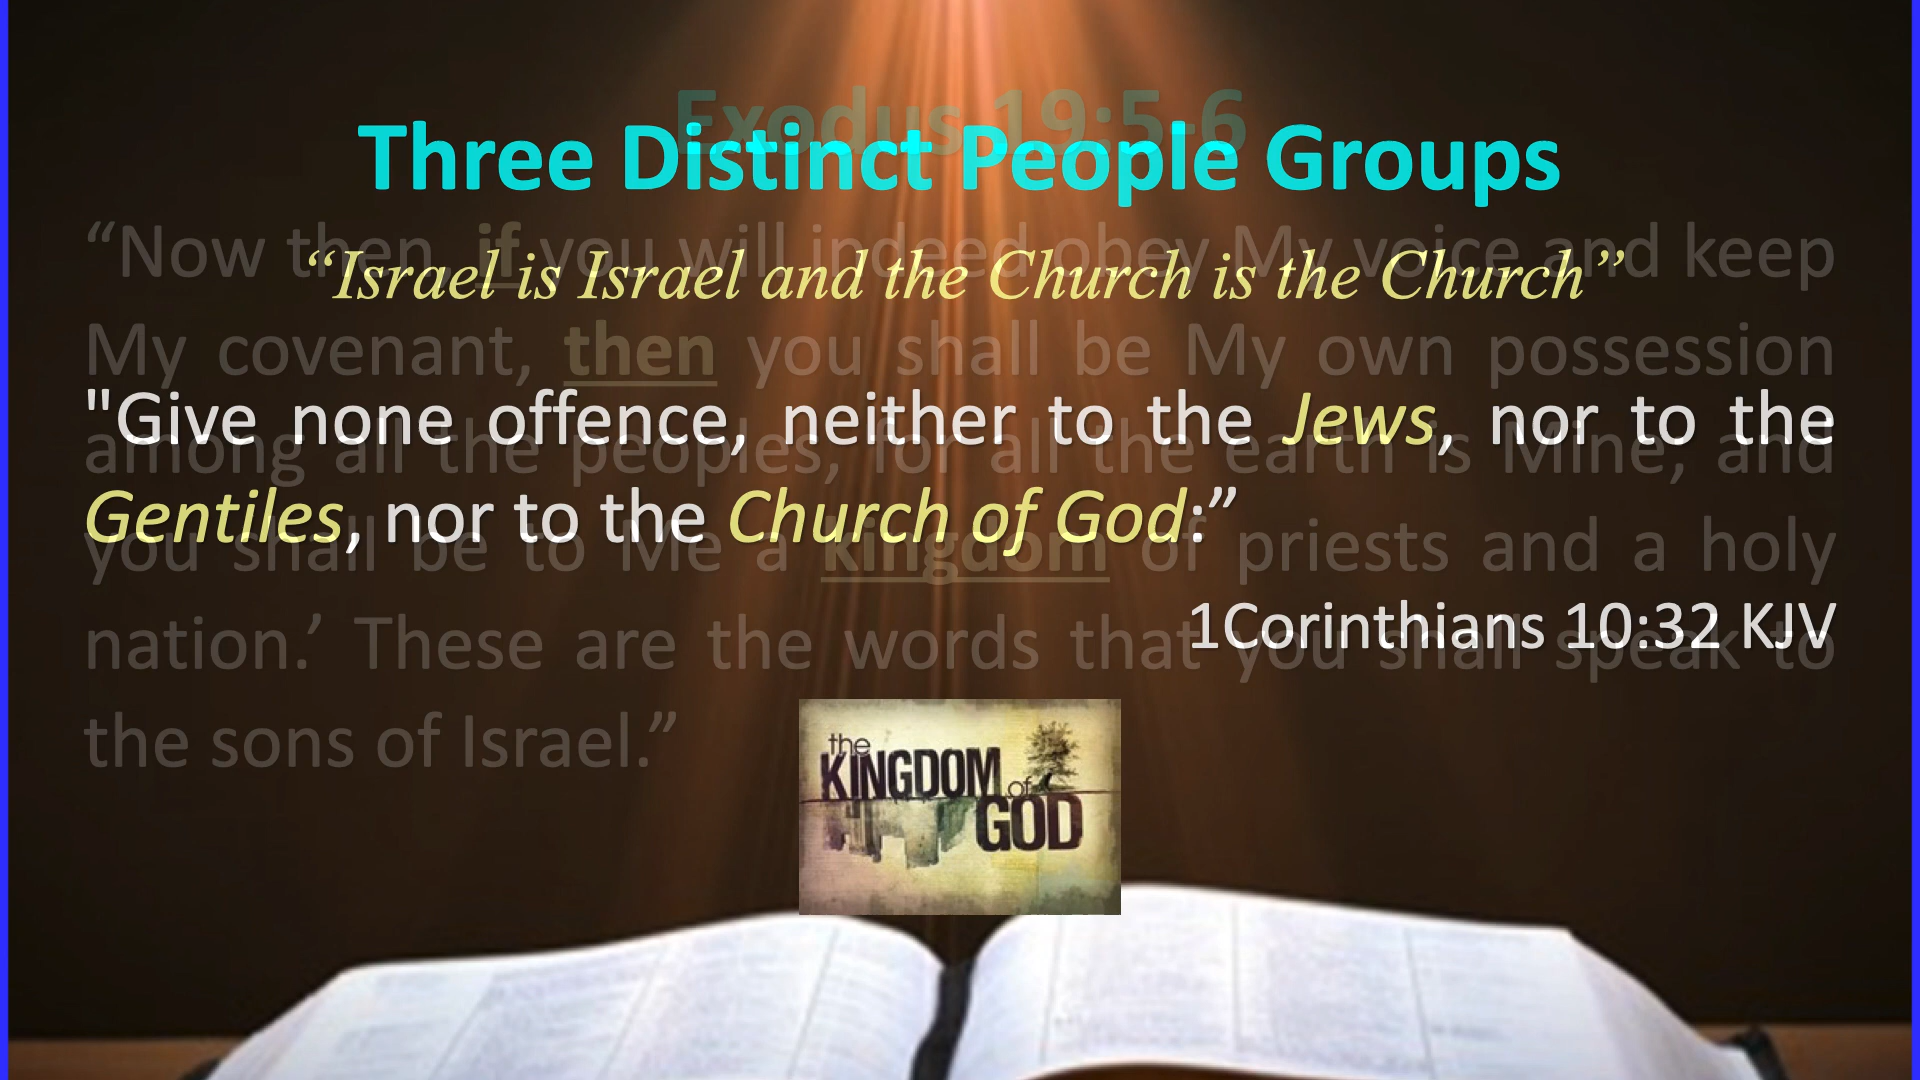 Exodus 19:5-6
Three Distinct People Groups
“Now then, if you will indeed obey My voice and keep
“Israel is Israel and the Church is the Church”
My covenant, then you shall be My own possession
"Give none offence, neither to the Jews, nor to the
among all the peoples, for all the earth is Mine; and
Gentiles, nor to the Church of God:”
you shall be to Me a kingdom of priests and a holy
1Corinthians 10:32 KJV
nation.’ These are the words that you shall speak to
the sons of Israel.”
the
KINGDOM of
GOD